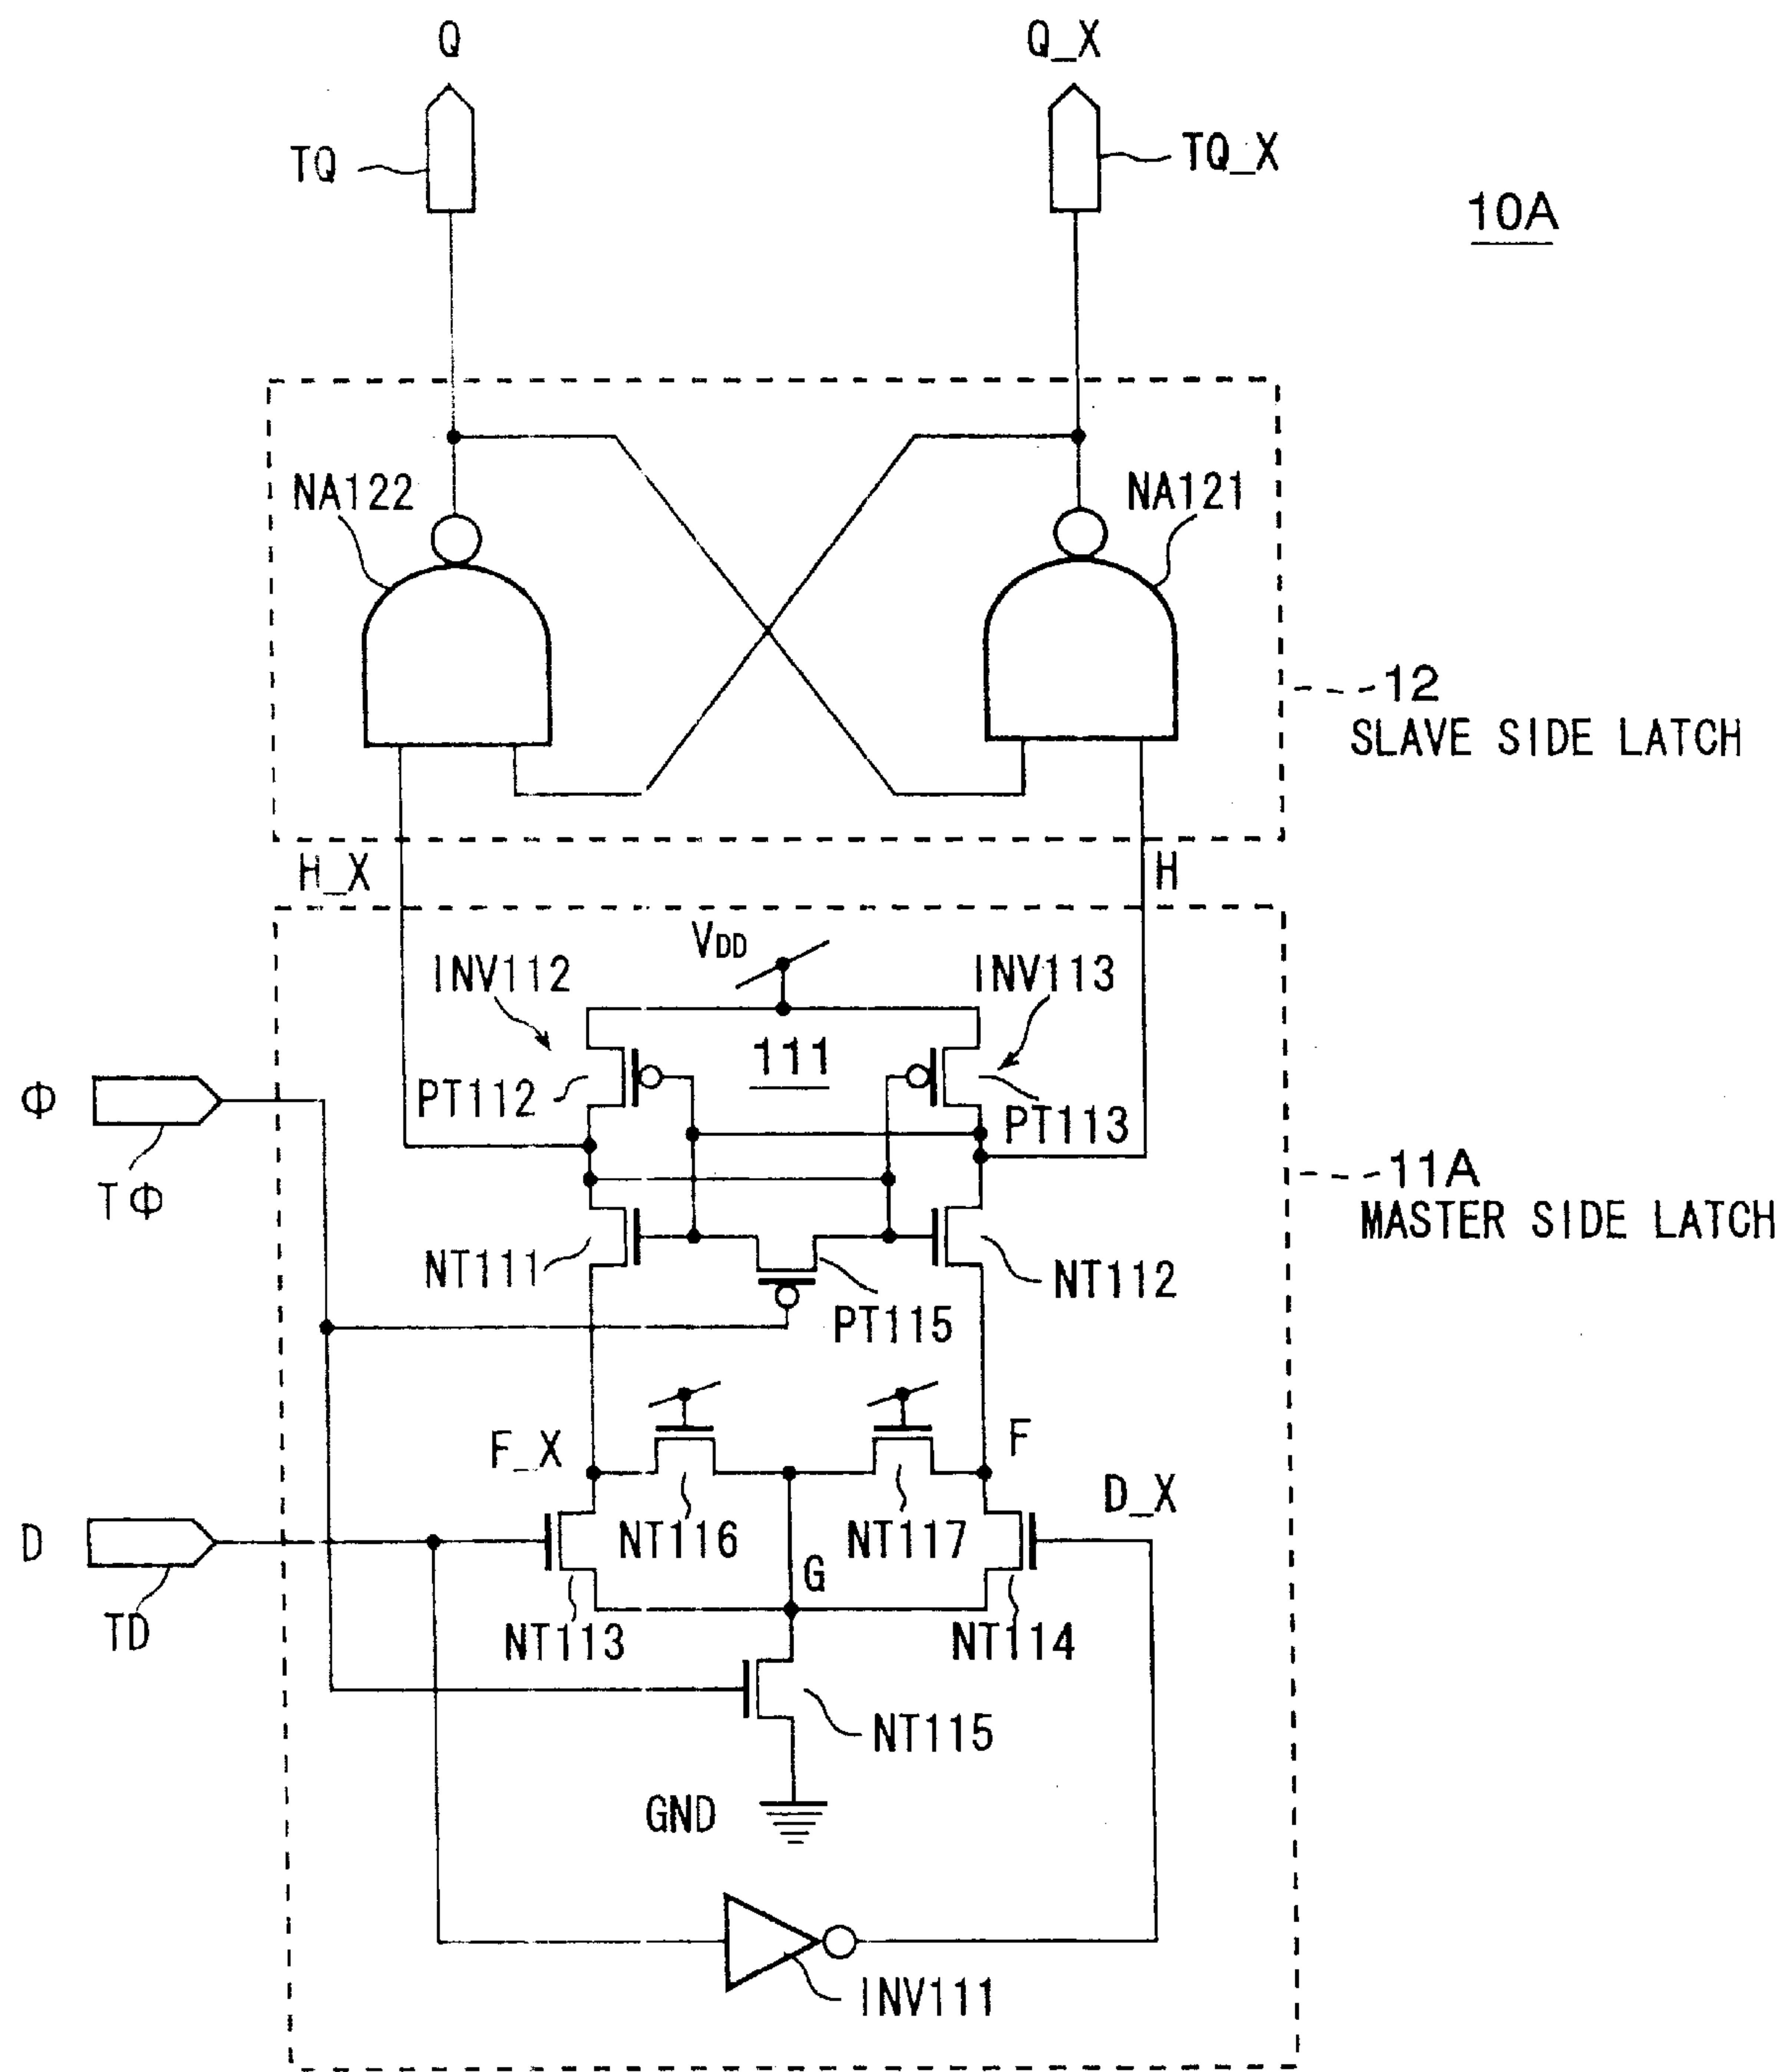 Q Q_X
TQ TQ_X
10A
NA122 NA121
12
SLAVE SIDE LATCH
H_X H
VDD
INV112 INV113
111
PT112 PT113
Φ
TΦ
11A
MASTER SIDE LATCH
NT111 NT112
PT115
F_X F
D_X
NT116 NT117
D
G
TD
NT113 NT114
NT115
GND
INV111